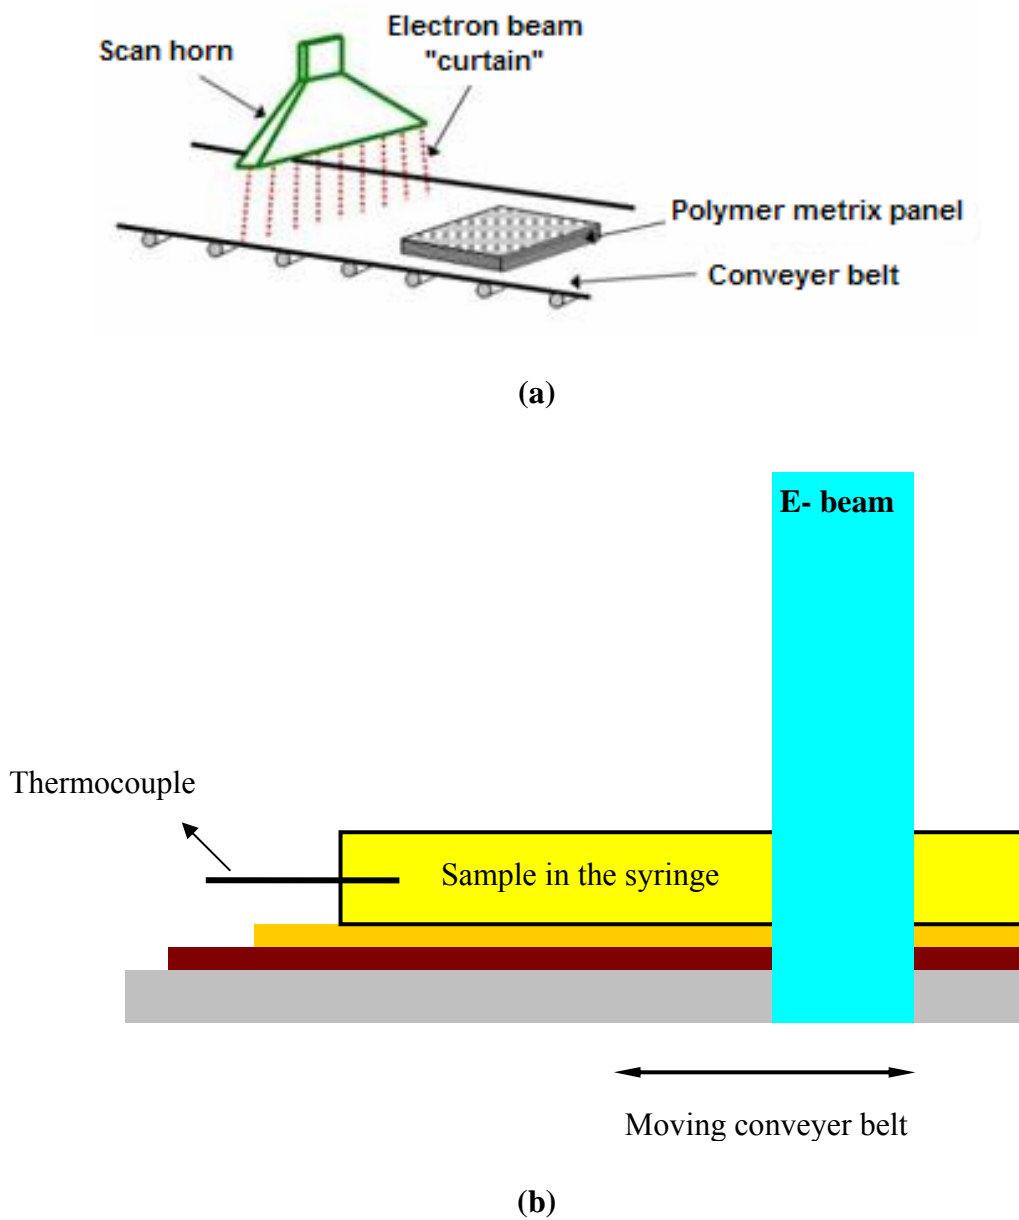 Scan horn
Electron beam
"curtain"
Polymer metrix panel
Conveyer belt
(a)
E- beam
Thermocouple
Sample in the syringe
Moving conveyer belt
(b)